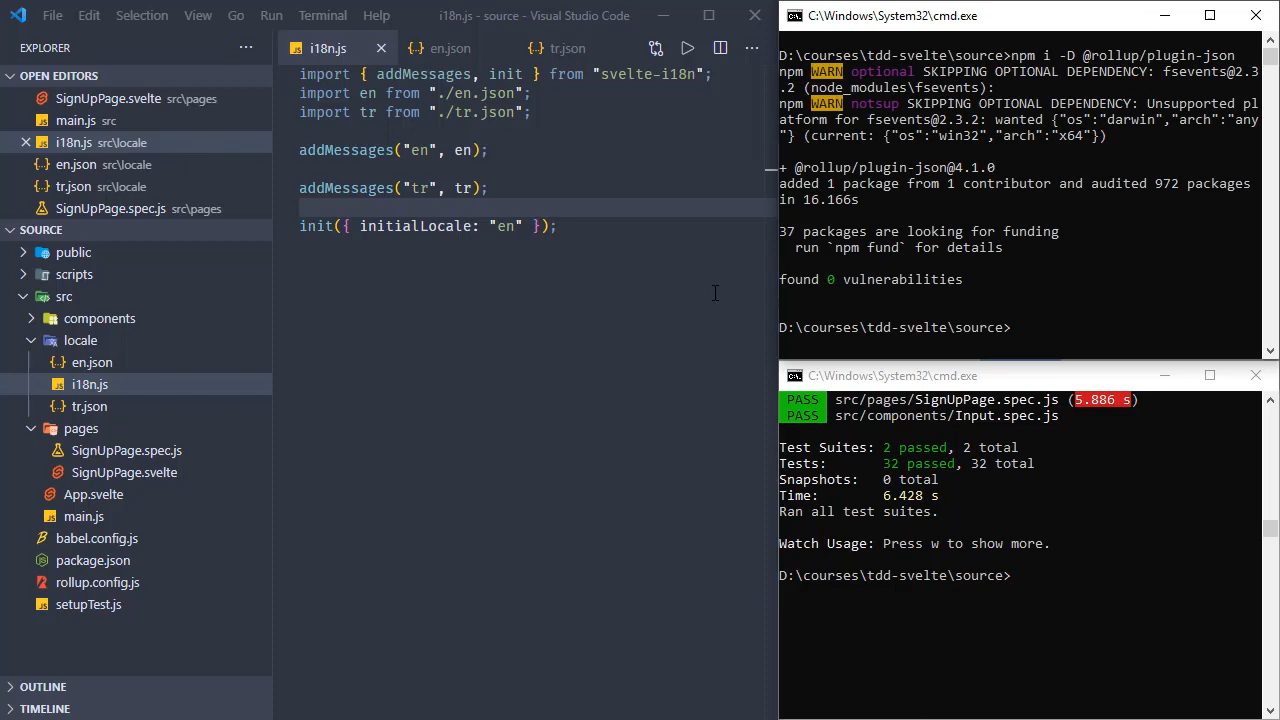 File Edit Selection View Go Run Terminal Help i18n.js - source - Visual Studio Code
EXPLORER
OPEN EDITORS
SignUpPage.svelte src\pages
main.js src
i18n.js src\locale
en.json src\locale
tr.json src\locale
SignUpPage.spec.js src\pages
SOURCE
public
scripts
src
components
locale
en.json
i18n.js
tr.json
pages
SignUpPage.spec.js
SignUpPage.svelte
App.svelte
main.js
babel.config.js
package.json
rollup.config.js
setupTest.js
OUTLINE
TIMELINE
i18n.js en.json tr.json
import { addMessages, init } from "svelte-i18n";
import en from "./en.json";
import tr from "./tr.json";
addMessages("en", en);
addMessages("tr", tr);
init({ initialLocale: "en" });
C:\Windows\System32\cmd.exe
D:\courses\tdd-svelte\source>npm i -D @rollup/plugin-json
npm WARN optional SKIPPING OPTIONAL DEPENDENCY: fsevents@2.3
.2 (node_modules\fsevents):
npm WARN notsup SKIPPING OPTIONAL DEPENDENCY: Unsupported pl
atform for fsevents@2.3.2: wanted {"os":"darwin","arch":"any
"} (current: {"os":"win32","arch":"x64"})
+ @rollup/plugin-json@4.1.0
added 1 package from 1 contributor and audited 972 packages
in 16.166s
37 packages are looking for funding
run `npm fund` for details
found 0 vulnerabilities
D:\courses\tdd-svelte\source>
C:\Windows\System32\cmd.exe
PASS src/pages/SignUpPage.spec.js (5.886 s)
PASS src/components/Input.spec.js
Test Suites: 2 passed, 2 total
Tests: 32 passed, 32 total
Snapshots: 0 total
Time: 6.428 s
Ran all test suites.
Watch Usage: Press w to show more.
D:\courses\tdd-svelte\source>